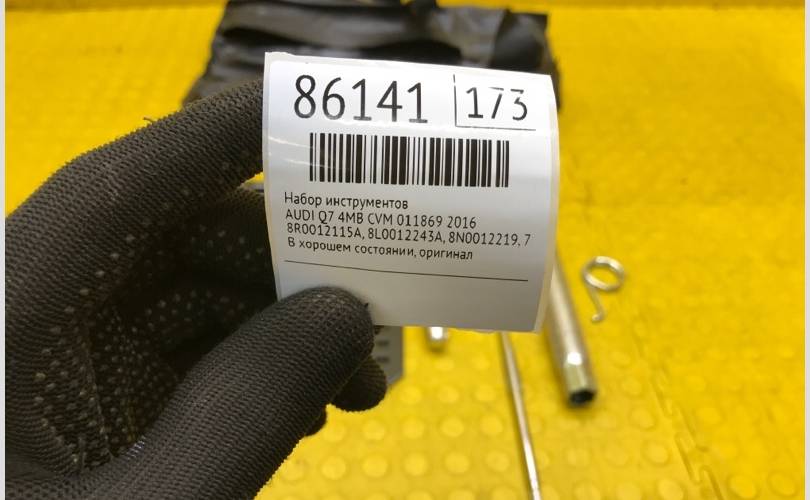 86141 173
Набор инструментов
AUDI Q7 4MB CVM 011869 2016
8R0012115A, 8L0012243A, 8N0012219, 7
В хорошем состоянии, оригинал